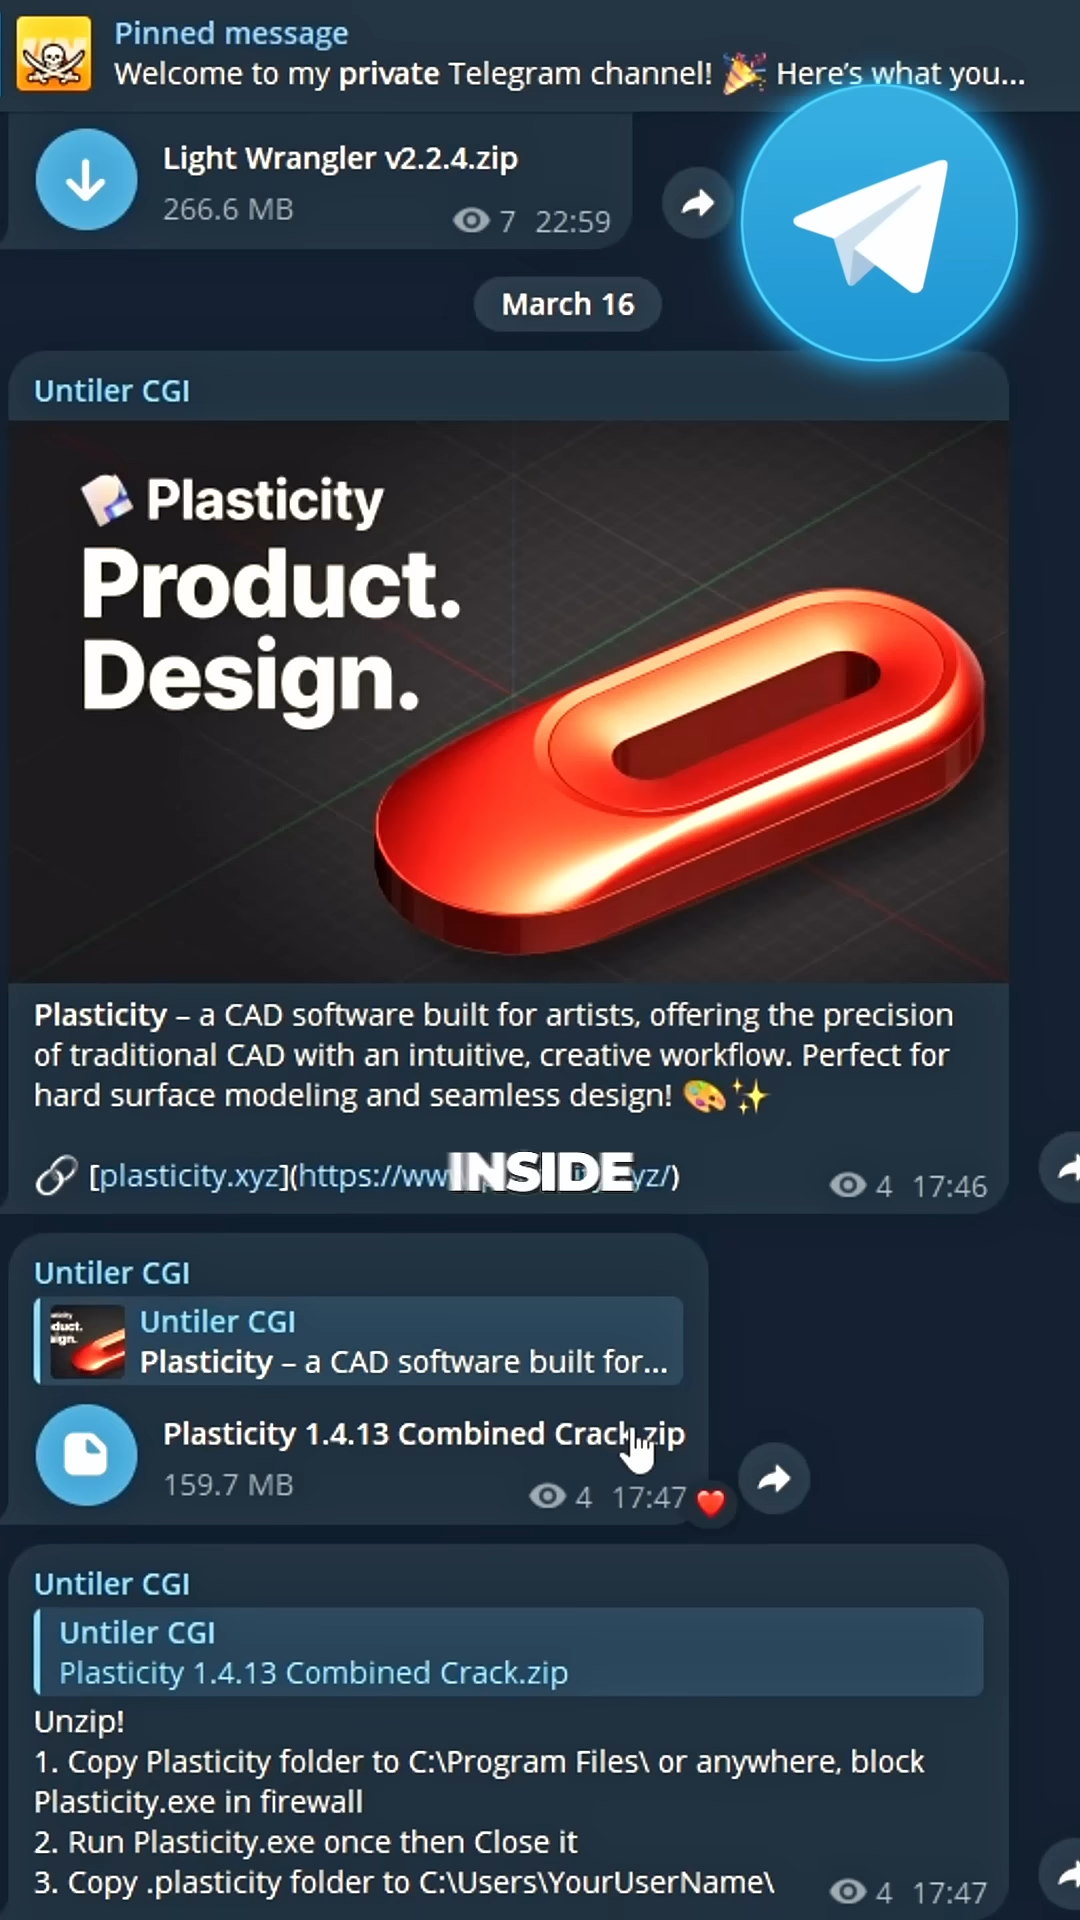 Pinned message
Welcome to my private Telegram channel! 🎉 Here's what you...
Light Wrangler v2.2.4.zip
266.6 MB
7 22:59
March 16
Untiler CGI
Plasticity
Product.
Design.
Plasticity – a CAD software built for artists, offering the precision
of traditional CAD with an intuitive, creative workflow. Perfect for
hard surface modeling and seamless design! 🎨✨
🔗 [plasticity.xyz](https://ww
INSIDE
yz/)
4 17:46
Untiler CGI
Untiler CGI
Plasticity – a CAD software built for...
Plasticity 1.4.13 Combined Crack.zip
159.7 MB
4 17:47 ❤️
Untiler CGI
Untiler CGI
Plasticity 1.4.13 Combined Crack.zip
Unzip!
1. Copy Plasticity folder to C:\Program Files\ or anywhere, block
Plasticity.exe in firewall
2. Run Plasticity.exe once then Close it
3. Copy .plasticity folder to C:\Users\YourUserName\
4 17:47